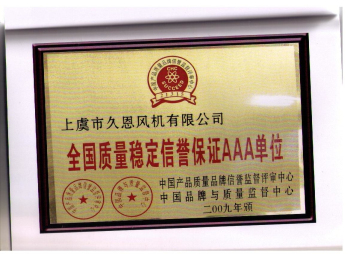 上虞市久恩风机有限公司
全国质量稳定信誉保证AAA单位
中国产品质量品牌信誉监督评审中心
中国品牌与质量监督中心
二00九年颁